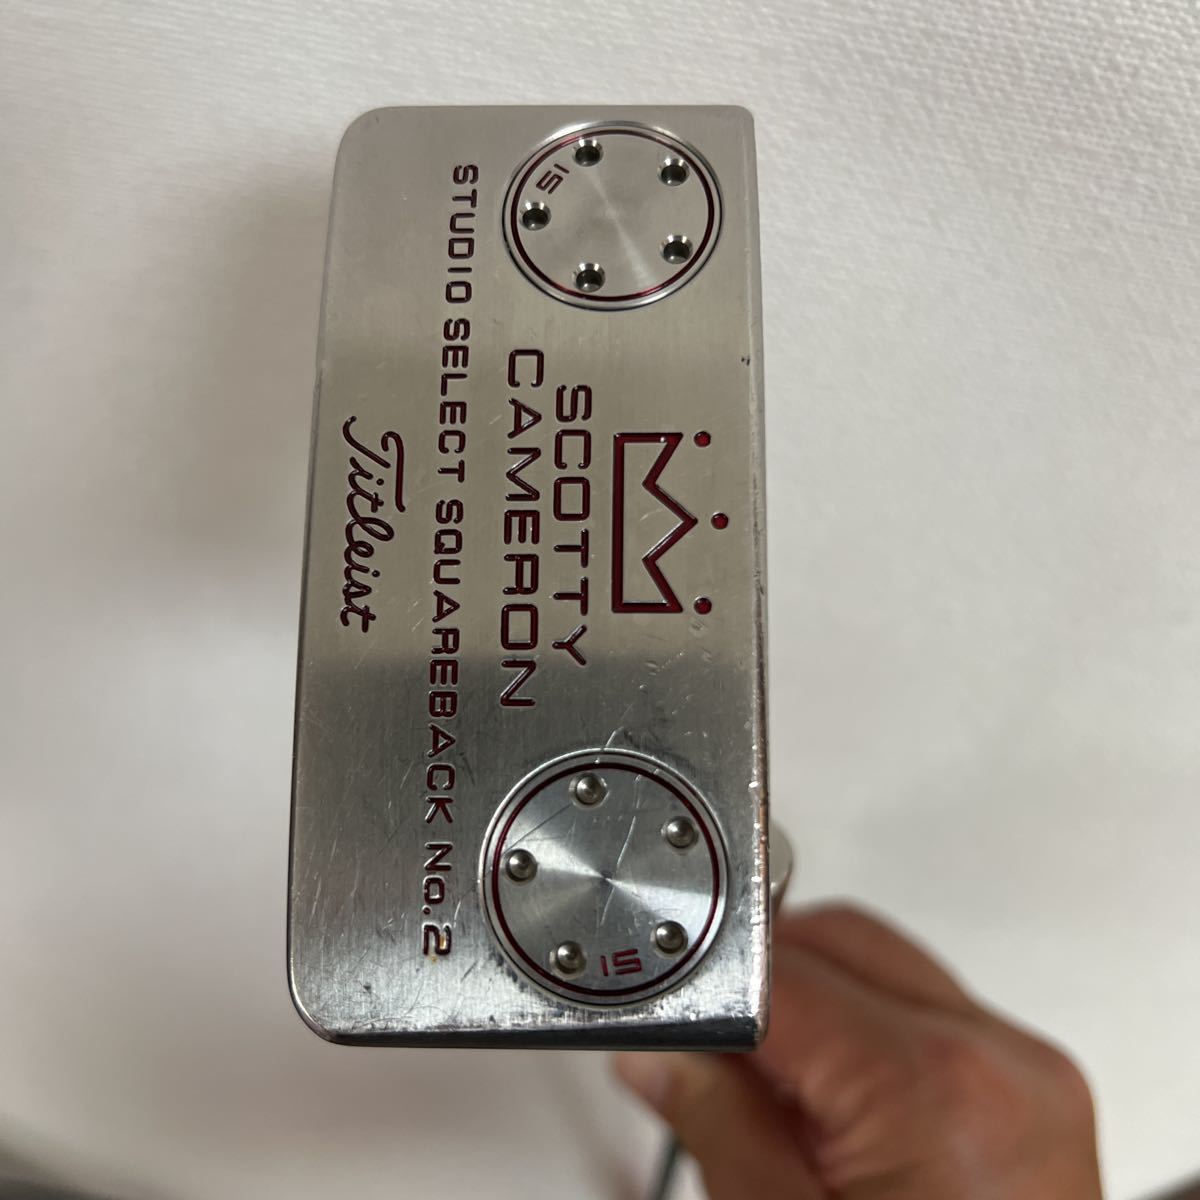 SCOTTY
CAMERON
STUDIO SELECT SQUAREBACK No.2
Titleist
15
15